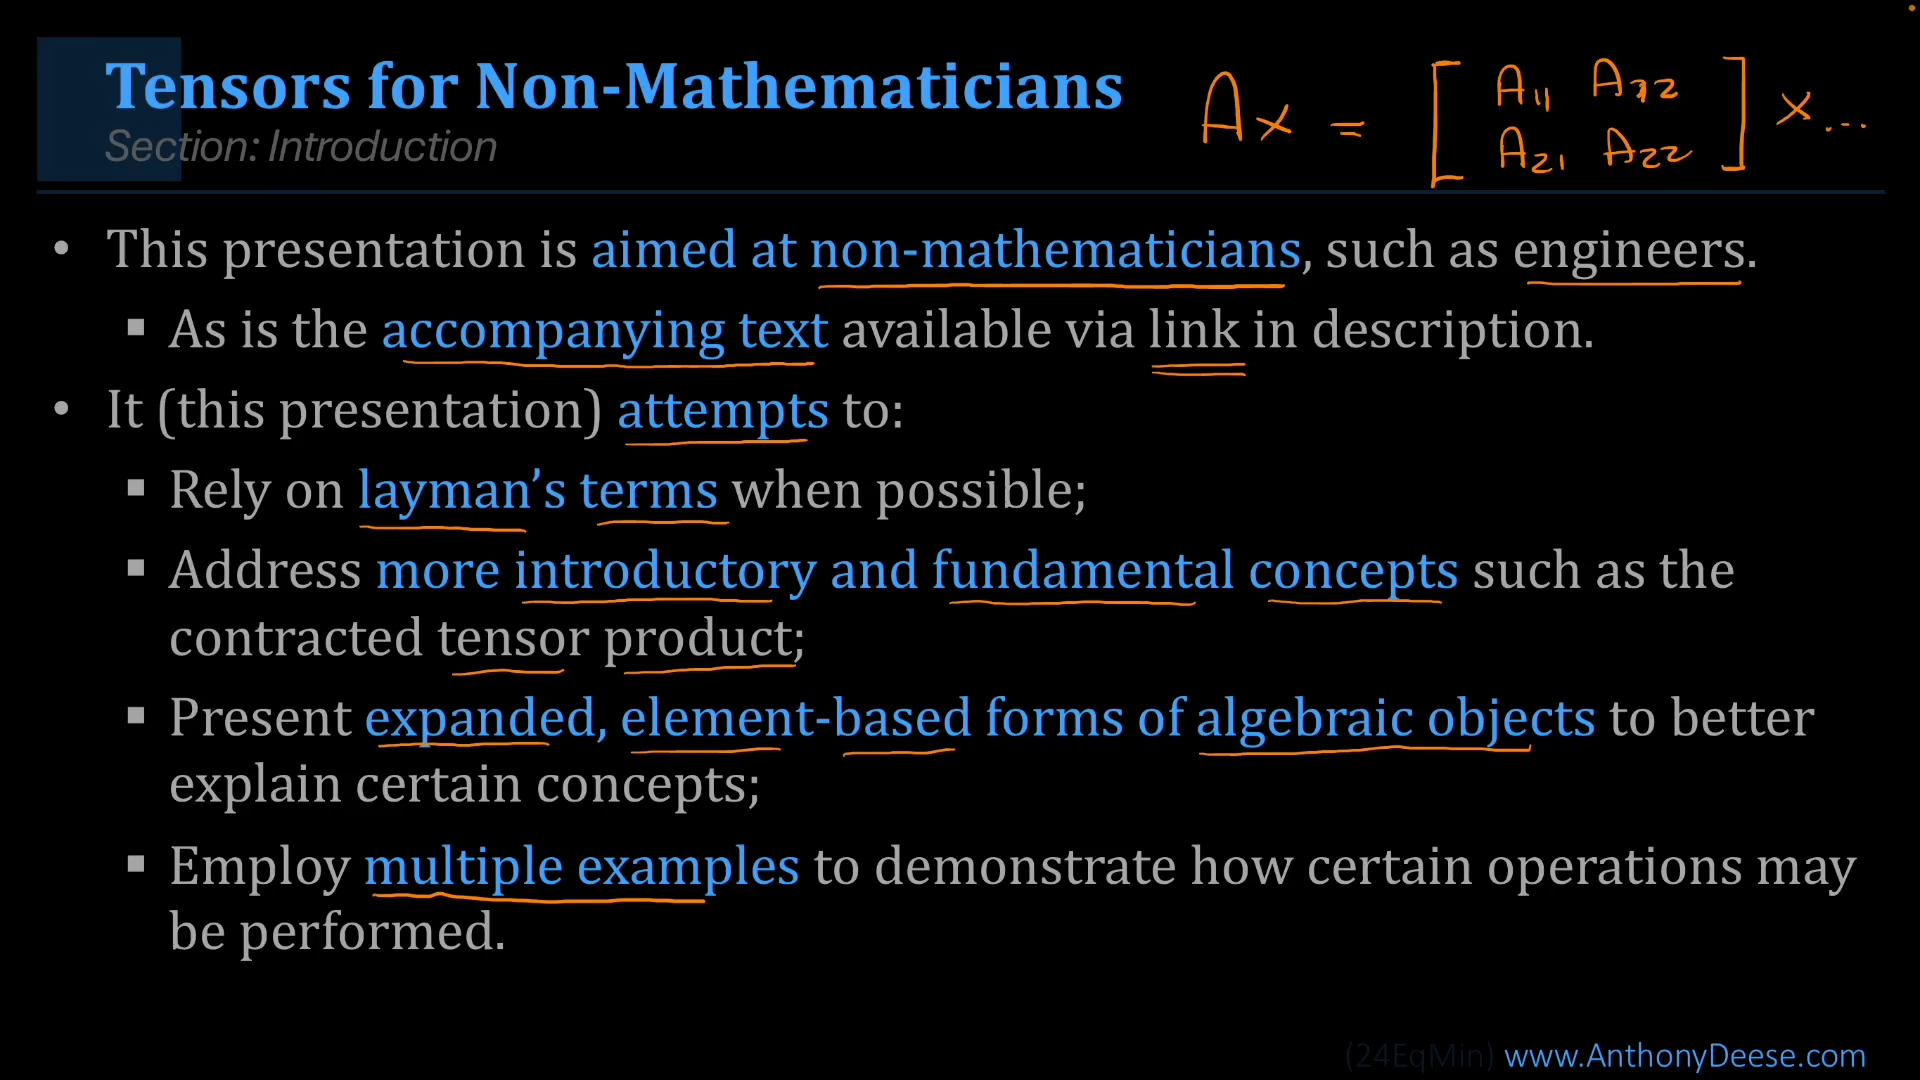 Tensors for Non-Mathematicians
Section: Introduction
Ax = [ A11 A22
A21 A22 ] x...
• This presentation is aimed at non-mathematicians, such as engineers.
▪ As is the accompanying text available via link in description.
• It (this presentation) attempts to:
▪ Rely on layman’s terms when possible;
▪ Address more introductory and fundamental concepts such as the
contracted tensor product;
▪ Present expanded, element-based forms of algebraic objects to better
explain certain concepts;
▪ Employ multiple examples to demonstrate how certain operations may
be performed.
(24EqMin) www.AnthonyDeese.com